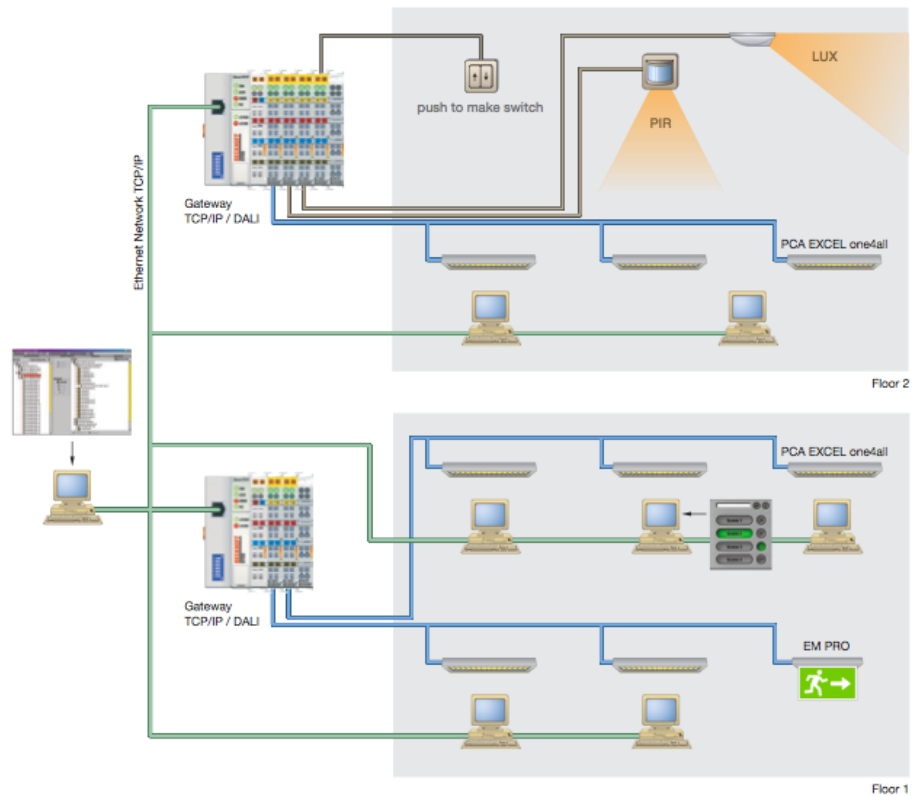 LUX
push to make switch
PIR
Ethernet Network TCP/IP
Gateway
TCP/IP / DALI
PCA EXCEL one4all
Floor 2
PCA EXCEL one4all
Gateway
TCP/IP / DALI
EM PRO
Floor 1